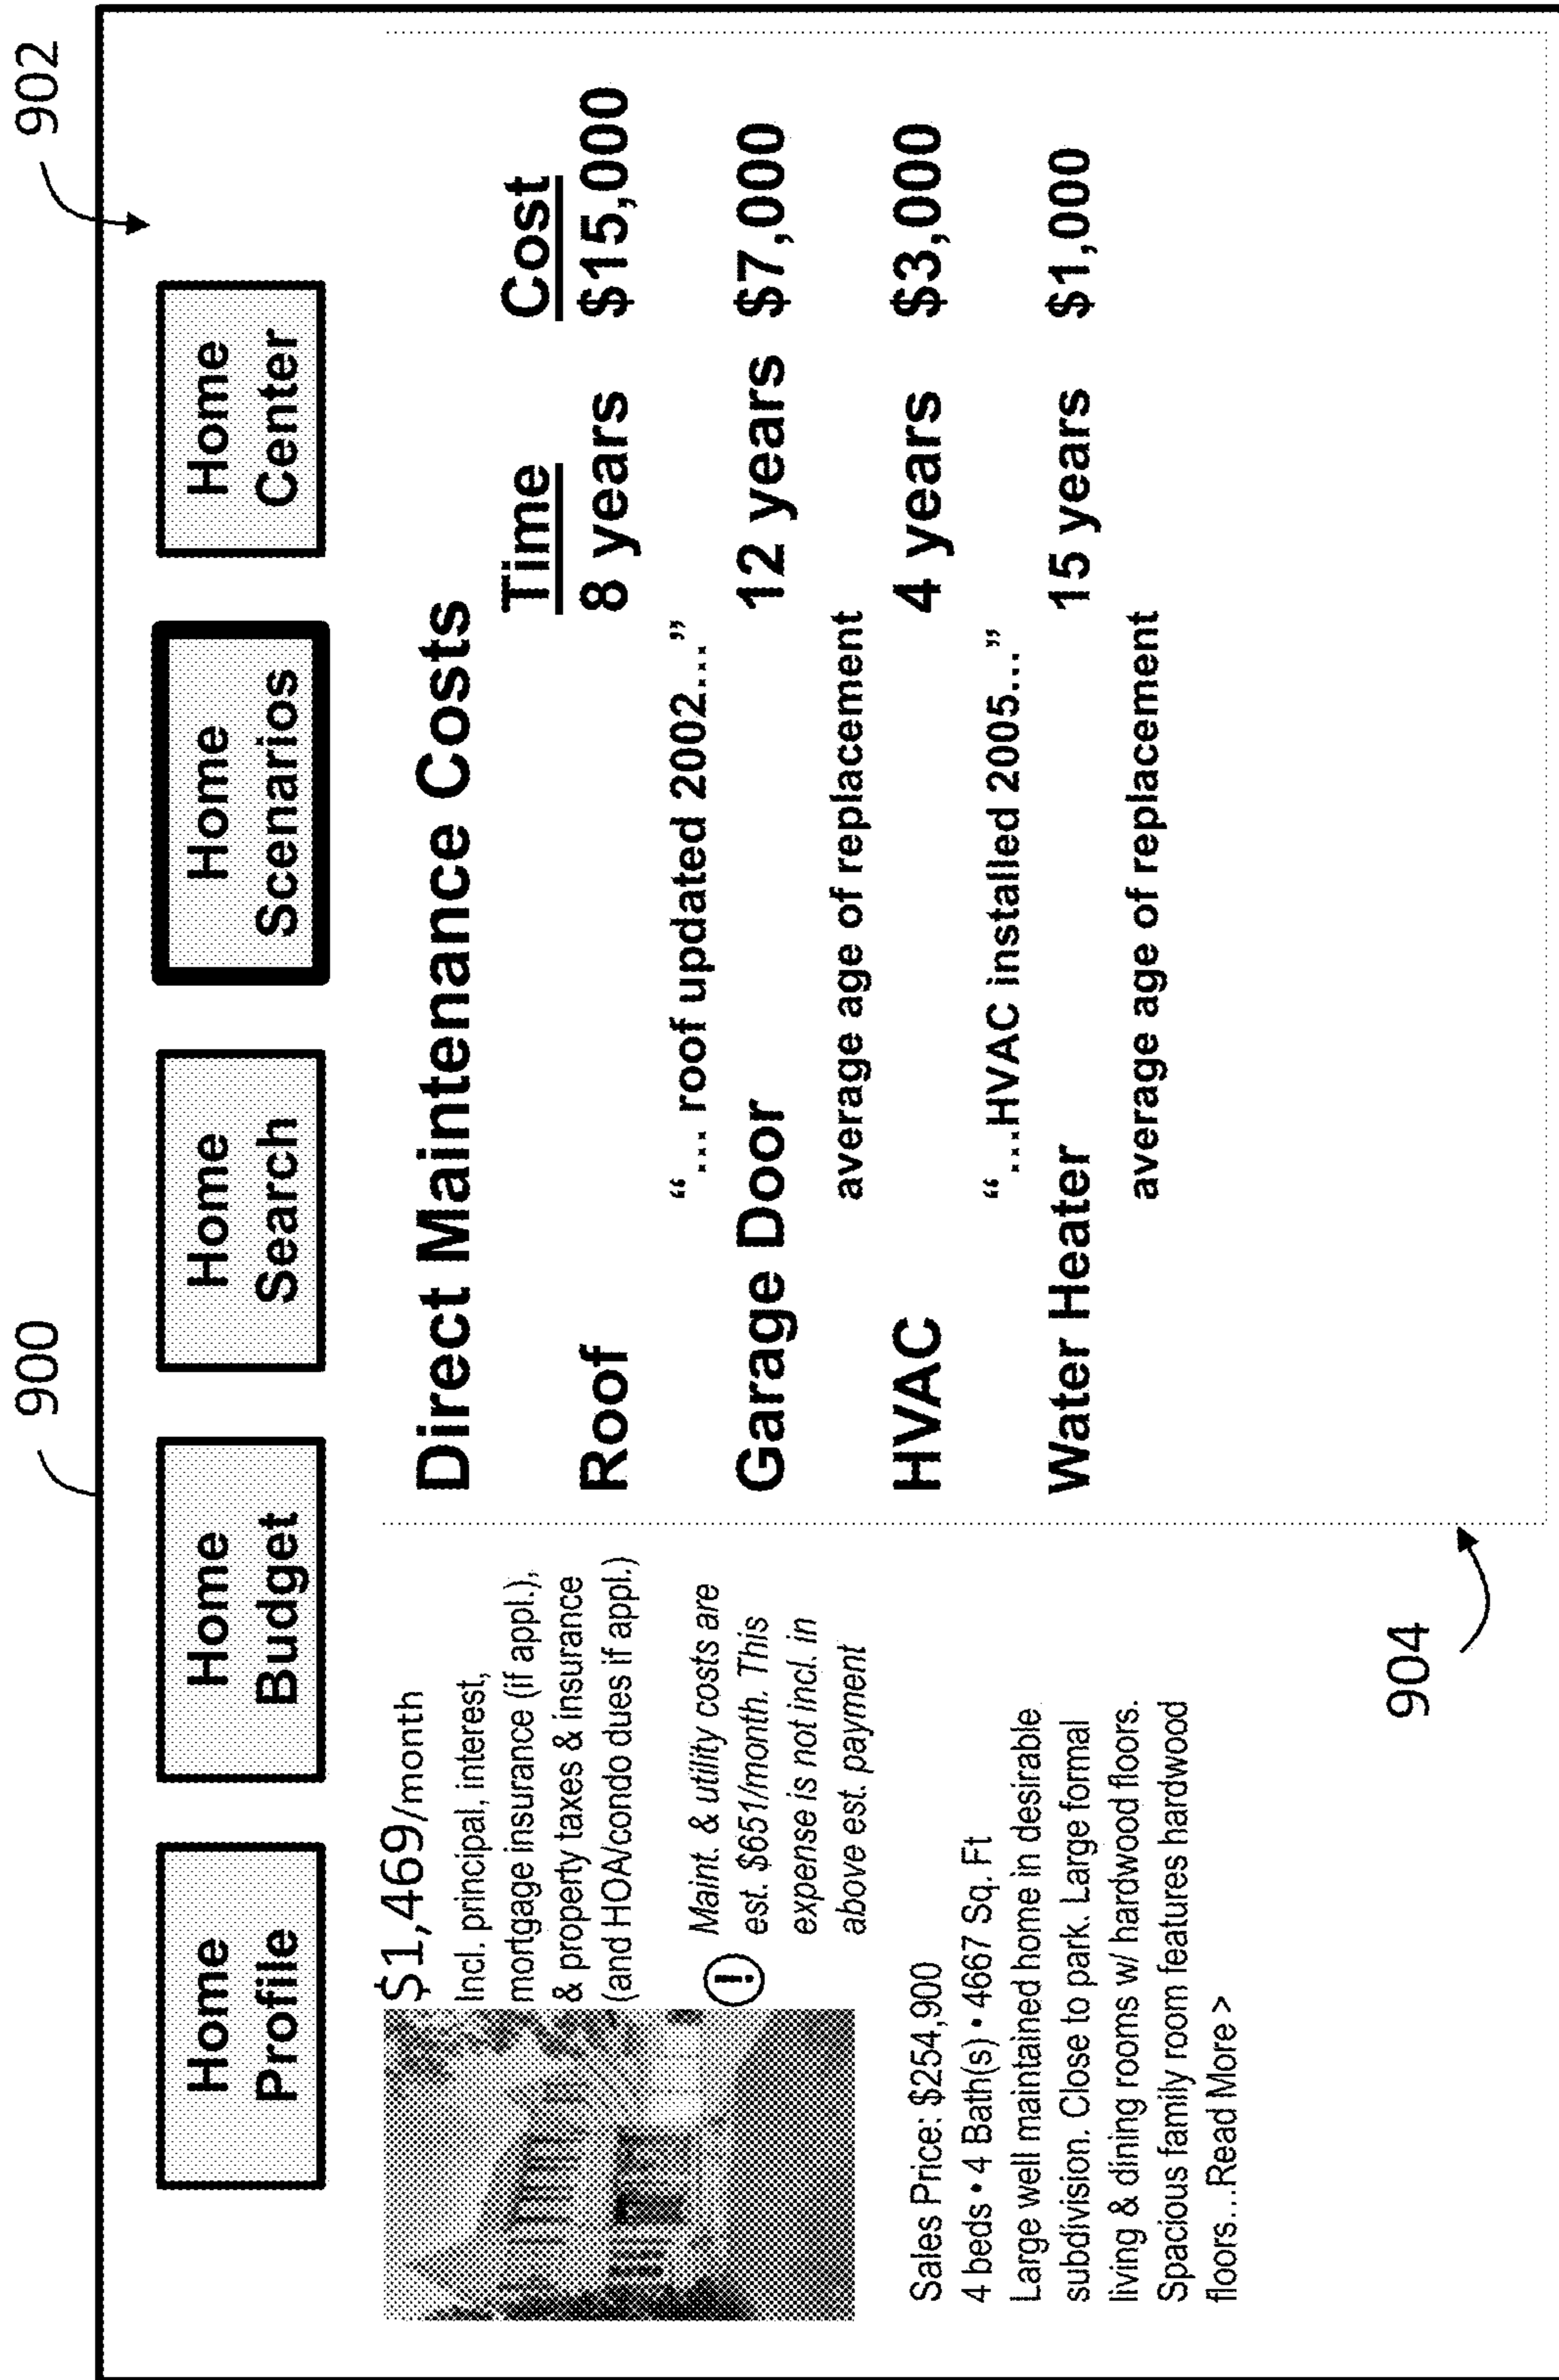 900
902
Home
Profile
Home
Budget
Home
Search
Home
Scenarios
Home
Center
$1,469/month
Incl. principal, interest,
mortgage insurance (if appl.),
& property taxes & insurance
(and HOA/condo dues if appl.)
! Maint. & utility costs are
est. $651/month. This
expense is not incl. in
above est. payment
Sales Price: $254,900
4 beds • 4 Bath(s) • 4667 Sq. Ft
Large well maintained home in desirable
subdivision. Close to park. Large formal
living & dining rooms w/ hardwood floors.
Spacious family room features hardwood
floors...Read More >
Direct Maintenance Costs
Time Cost
Roof 8 years $15,000
“... roof updated 2002...”
Garage Door 12 years $7,000
average age of replacement
HVAC 4 years $3,000
“...HVAC installed 2005...”
Water Heater 15 years $1,000
average age of replacement
904